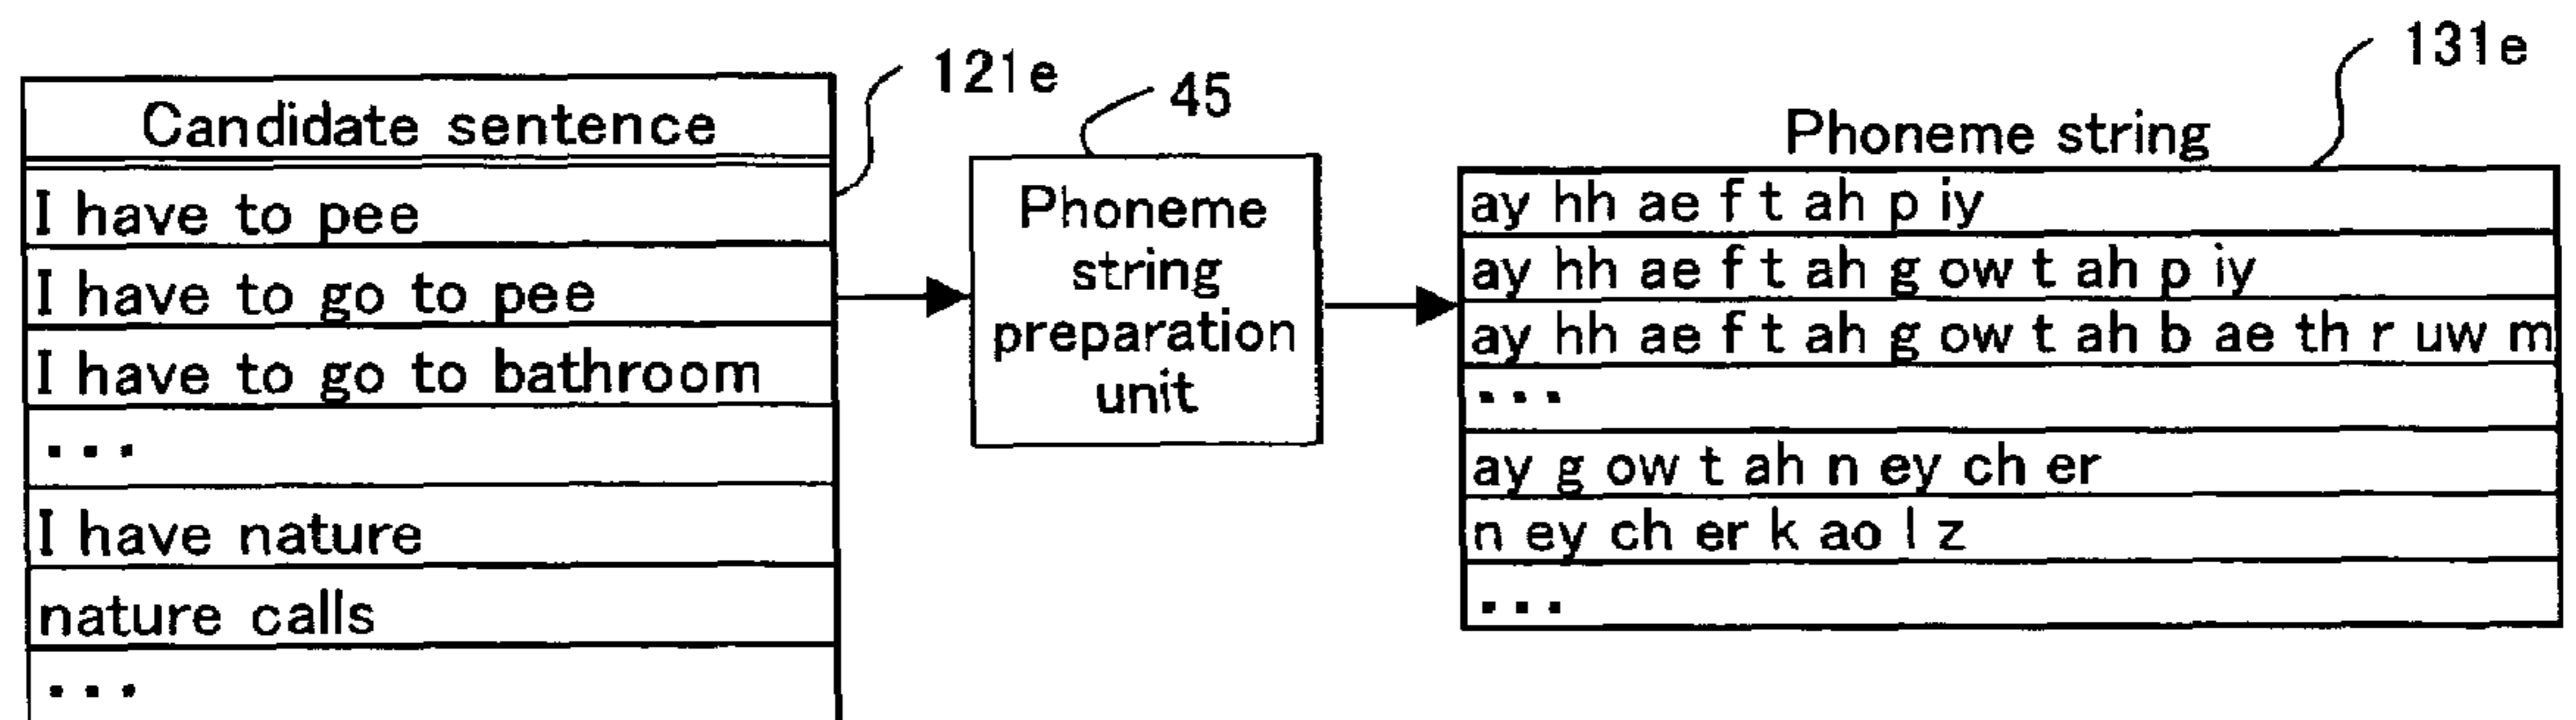 121e
45
131e
Candidate sentence
I have to pee
I have to go to pee
I have to go to bathroom
...
I have nature
nature calls
...
Phoneme
string
preparation
unit
Phoneme string
ay hh ae f t ah p iy
ay hh ae f t ah g ow t ah p iy
ay hh ae f t ah g ow t ah b ae th r uw m
...
ay g ow t ah n ey ch er
n ey ch er k ao l z
...